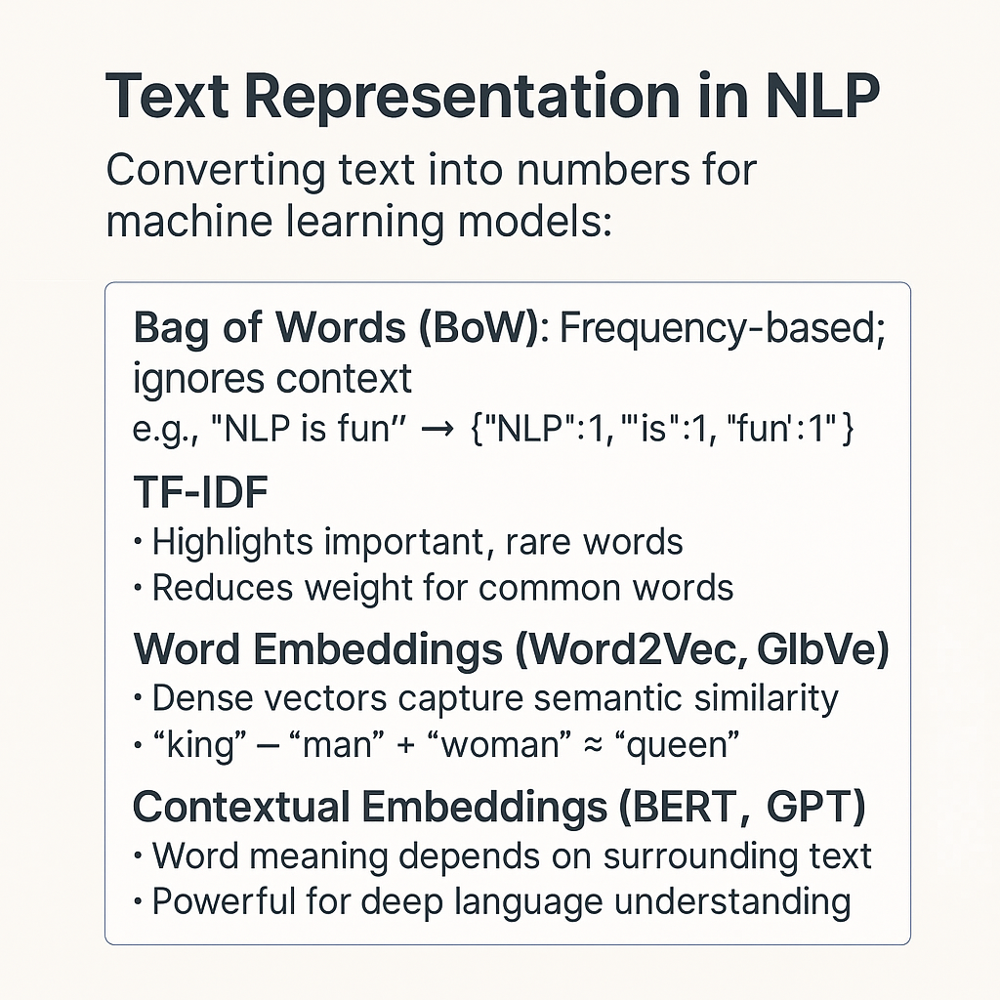 Text Representation in NLP
Converting text into numbers for
machine learning models:
Bag of Words (BoW): Frequency-based;
ignores context
e.g., "NLP is fun” → {"NLP":1, "'is":1, "fun':1"}
TF-IDF
• Highlights important, rare words
• Reduces weight for common words
Word Embeddings (Word2Vec, GlbVe)
• Dense vectors capture semantic similarity
• “king” – “man” + “woman” ≈ “queen”
Contextual Embeddings (BERT, GPT)
• Word meaning depends on surrounding text
• Powerful for deep language understanding